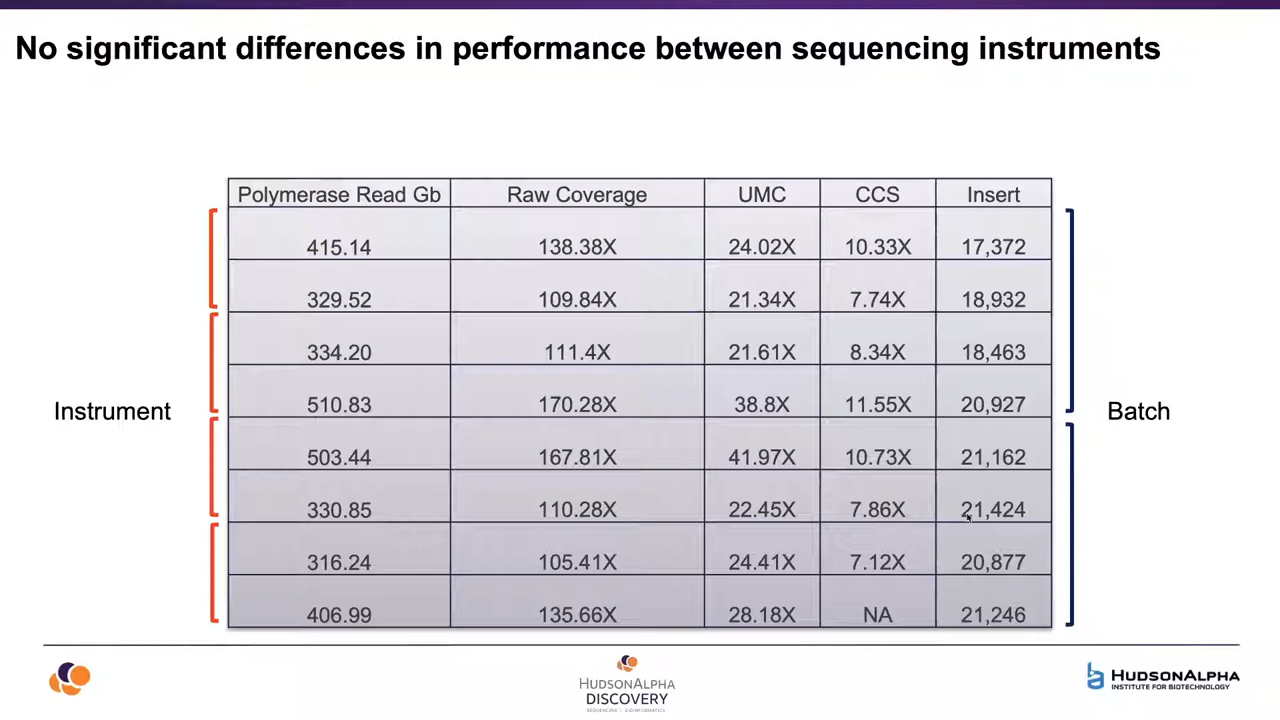 No significant differences in performance between sequencing instruments
Polymerase Read Gb Raw Coverage UMC CCS Insert
415.14 138.38X 24.02X 10.33X 17,372
329.52 109.84X 21.34X 7.74X 18,932
334.20 111.4X 21.61X 8.34X 18,463
510.83 170.28X 38.8X 11.55X 20,927
Instrument
Batch
503.44 167.81X 41.97X 10.73X 21,162
330.85 110.28X 22.45X 7.86X 21,424
316.24 105.41X 24.41X 7.12X 20,877
406.99 135.66X 28.18X NA 21,246
HUDSONALPHA
DISCOVERY
SEQUENCING • BIOINFORMATICS
HUDSONALPHA
INSTITUTE FOR BIOTECHNOLOGY